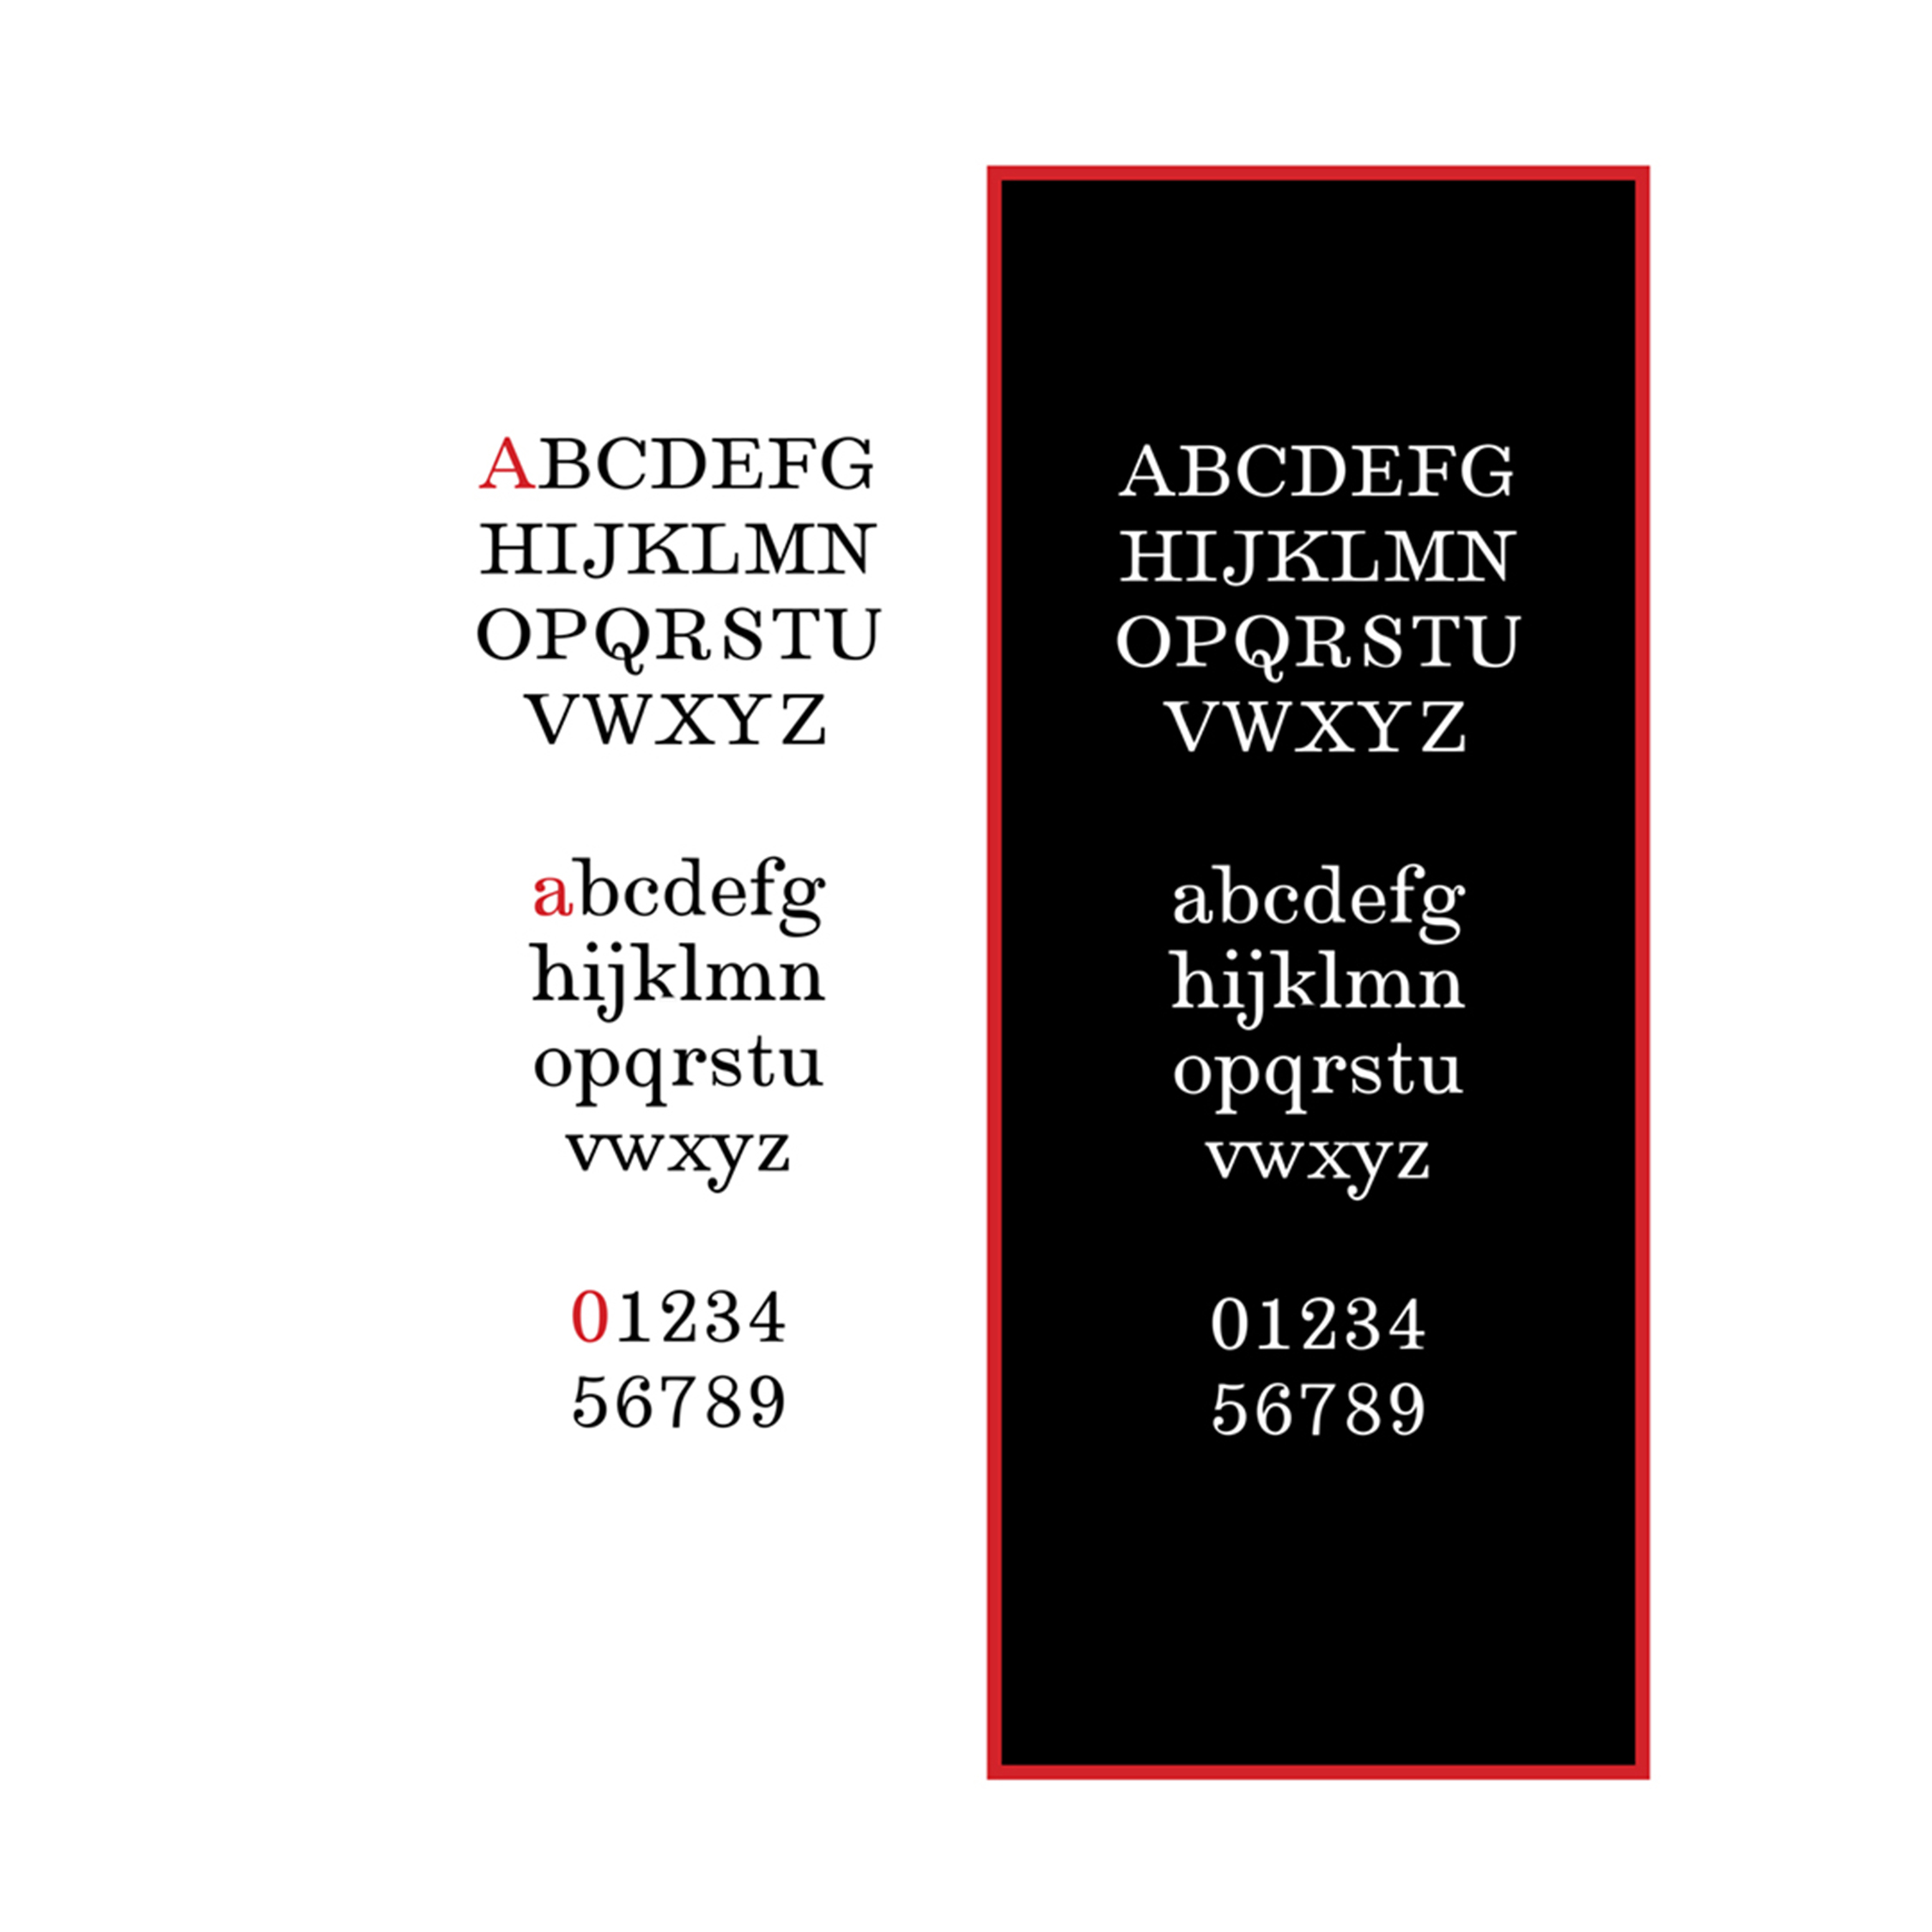 ABCDEFG
HIJKLMN
OPQRSTU
VWXYZ
abcdefg
hijklmn
opqrstu
vwxyz
01234
56789
ABCDEFG
HIJKLMN
OPQRSTU
VWXYZ
abcdefg
hijklmn
opqrstu
vwxyz
01234
56789